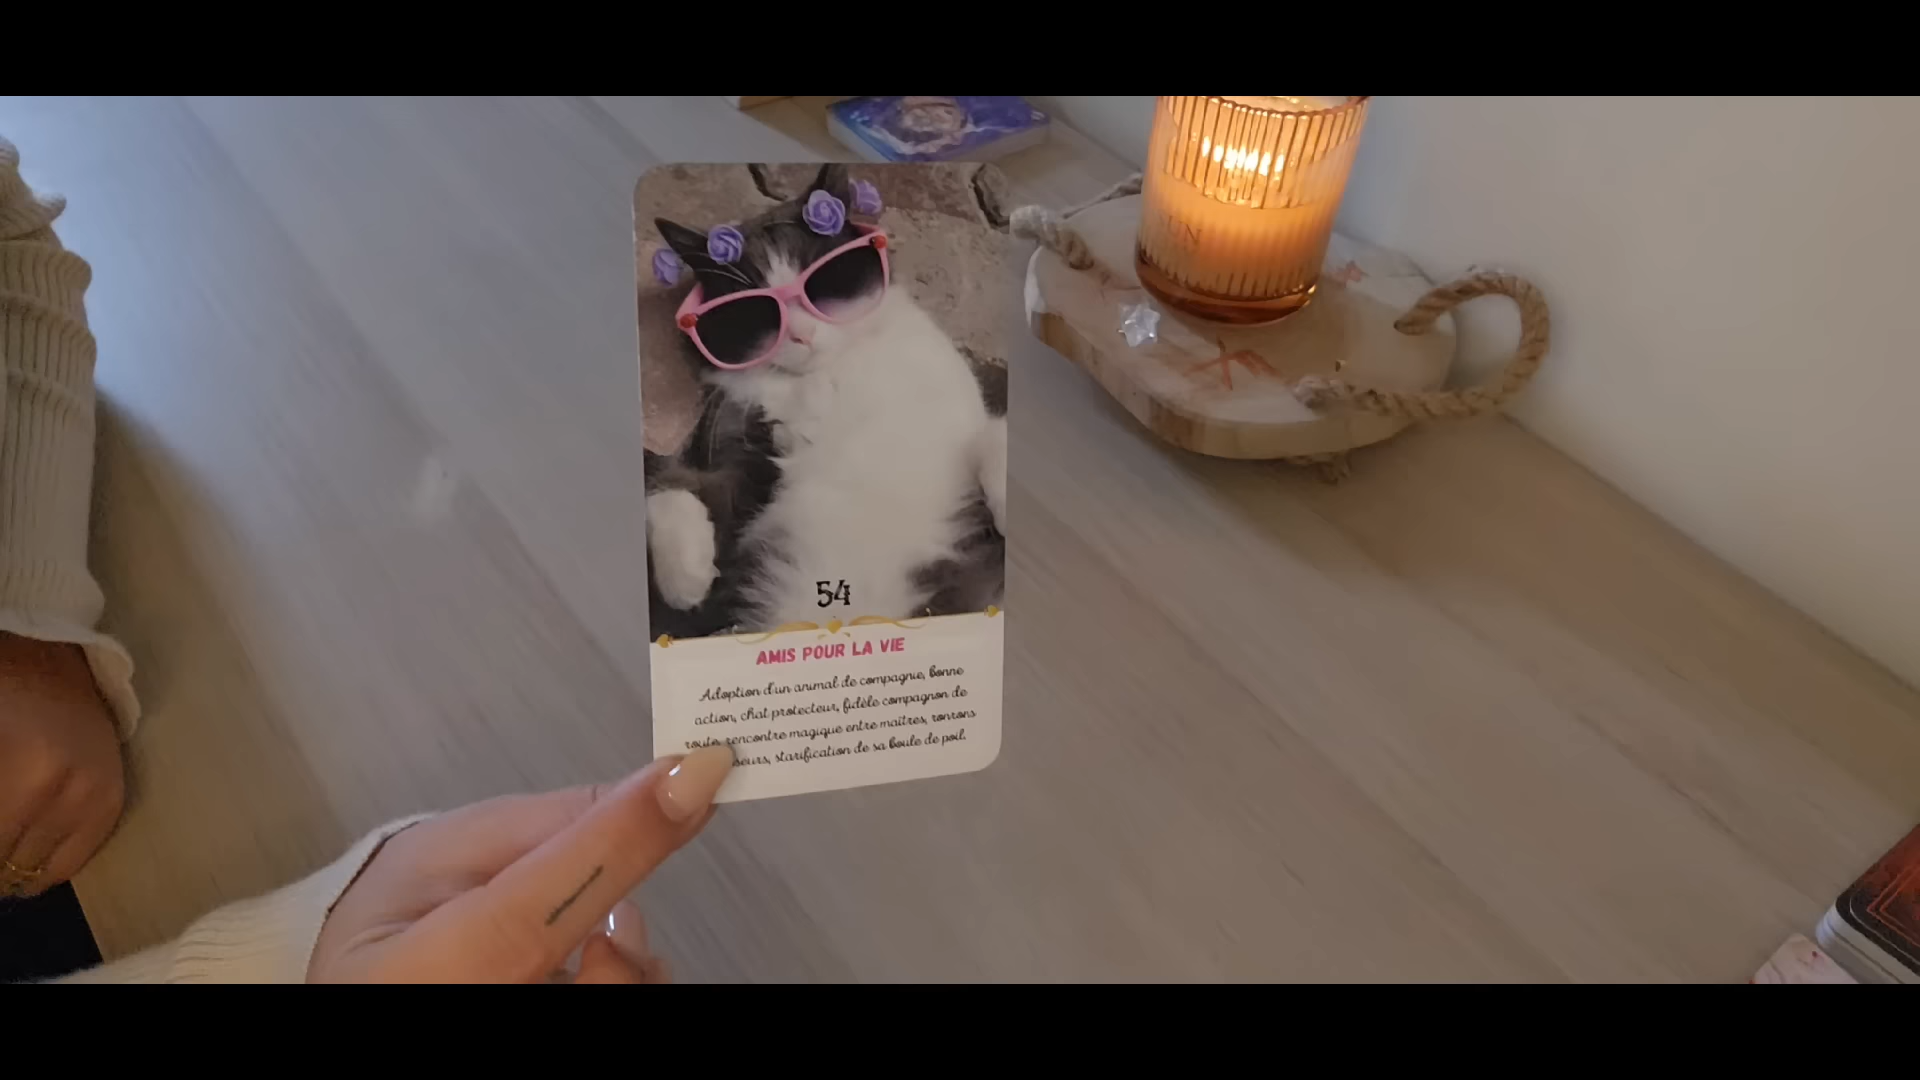 54
AMIS POUR LA VIE
Adoption d'un animal de compagnie, bonne
action, chat protecteur, fidèle compagnon de
route, rencontre magique entre maîtres, ronrons
starification de sa boule de poil.